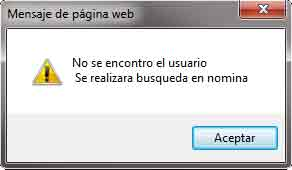 Mensaje de página web
No se encontro el usuario
Se realizara busqueda en nomina
Aceptar